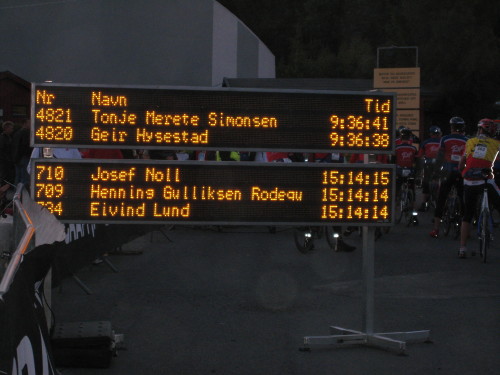 Nr Navn Tid
4821 Tonje Merete Simonsen 9:36:41
4820 Geir Hysestad 9:36:38
710 Josef Noll 15:14:15
709 Henning Gulliksen Rodegu 15:14:14
734 Eivind Lund 15:14:14